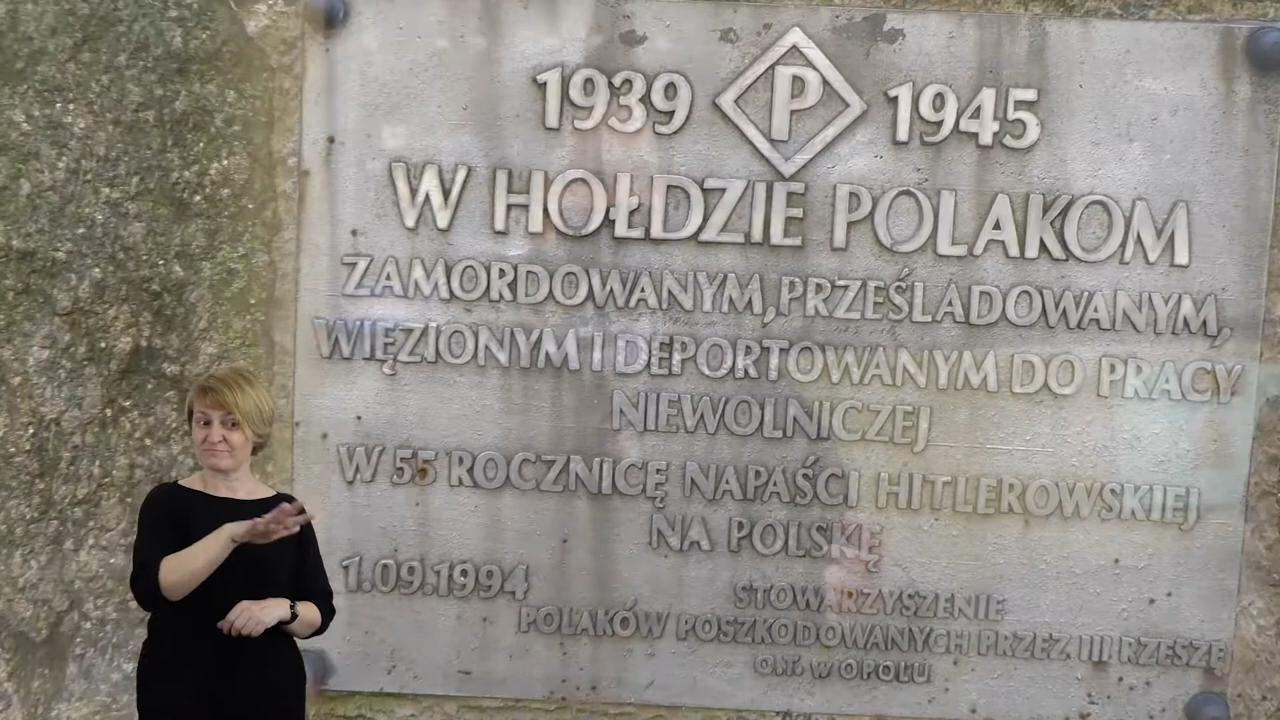 1939 P 1945
W HOŁDZIE POLAKOM
ZAMORDOWANYM, PRZEŚLADOWANYM,
WIĘZIONYM I DEPORTOWANYM DO PRACY
NIEWOLNICZEJ
W 55 ROCZNICĘ NAPAŚCI HITLEROWSKIEJ
NA POLSKĘ
1.09.1994
STOWARZYSZENIE
POLAKÓW POSZKODOWANYCH PRZEZ III RZESZĘ
O.T. W OPOLU